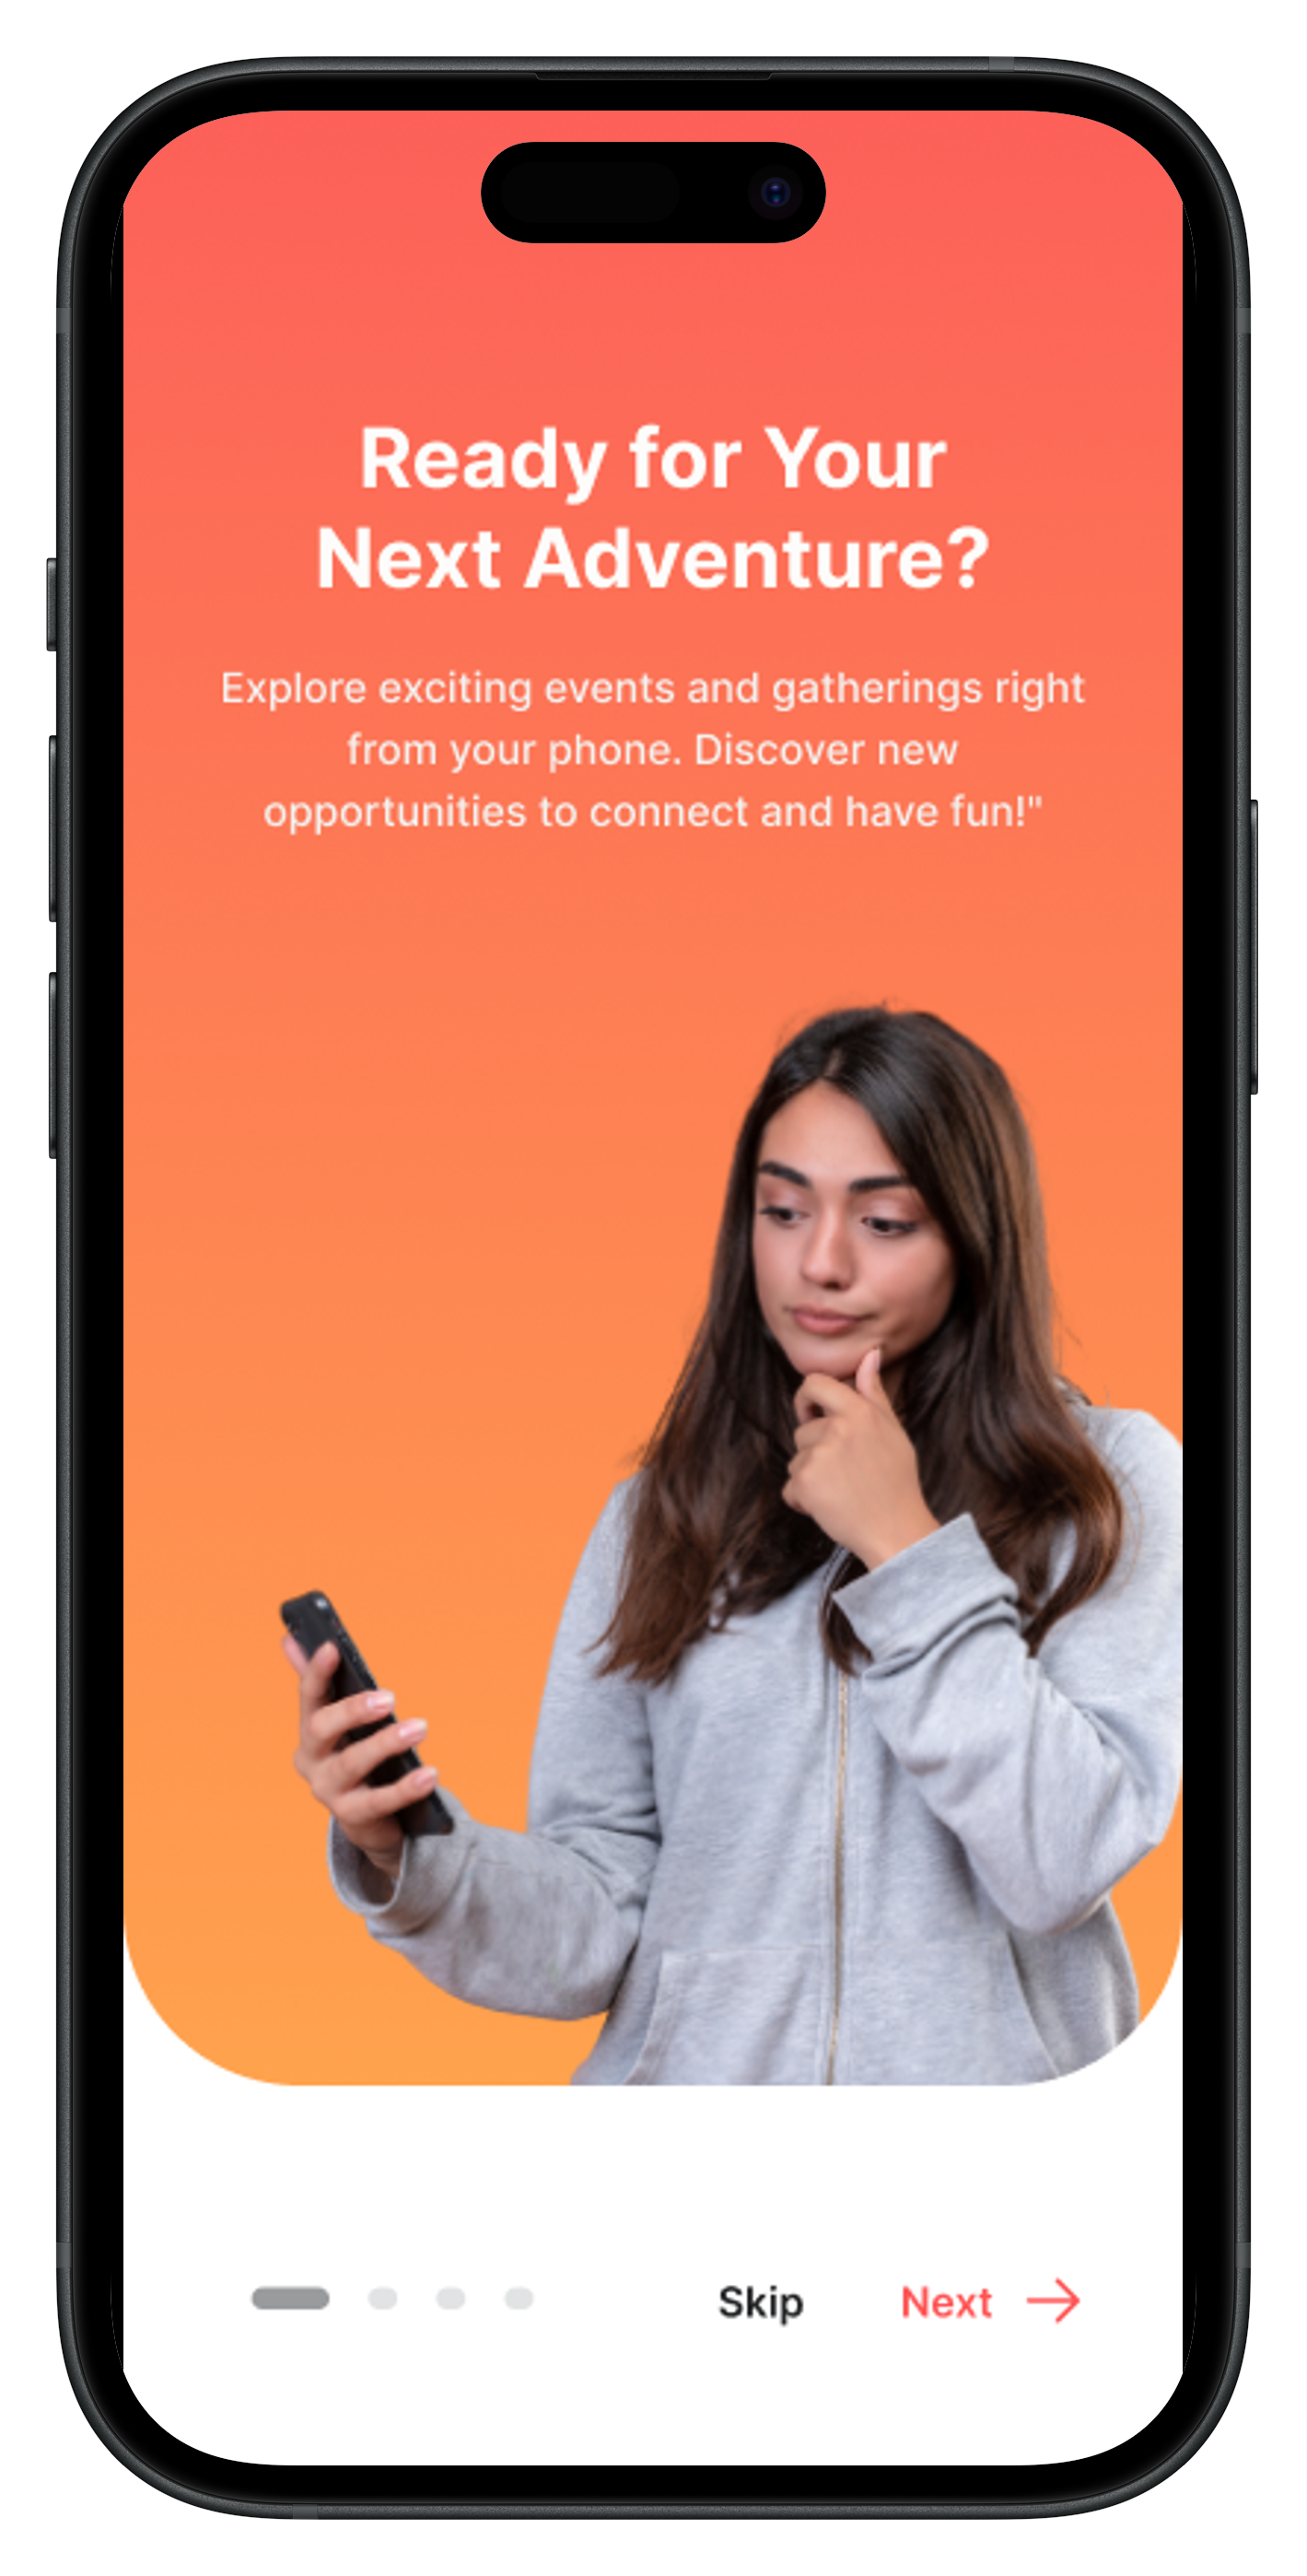 Ready for Your
Next Adventure?
Explore exciting events and gatherings right
from your phone. Discover new
opportunities to connect and have fun!"
Skip Next